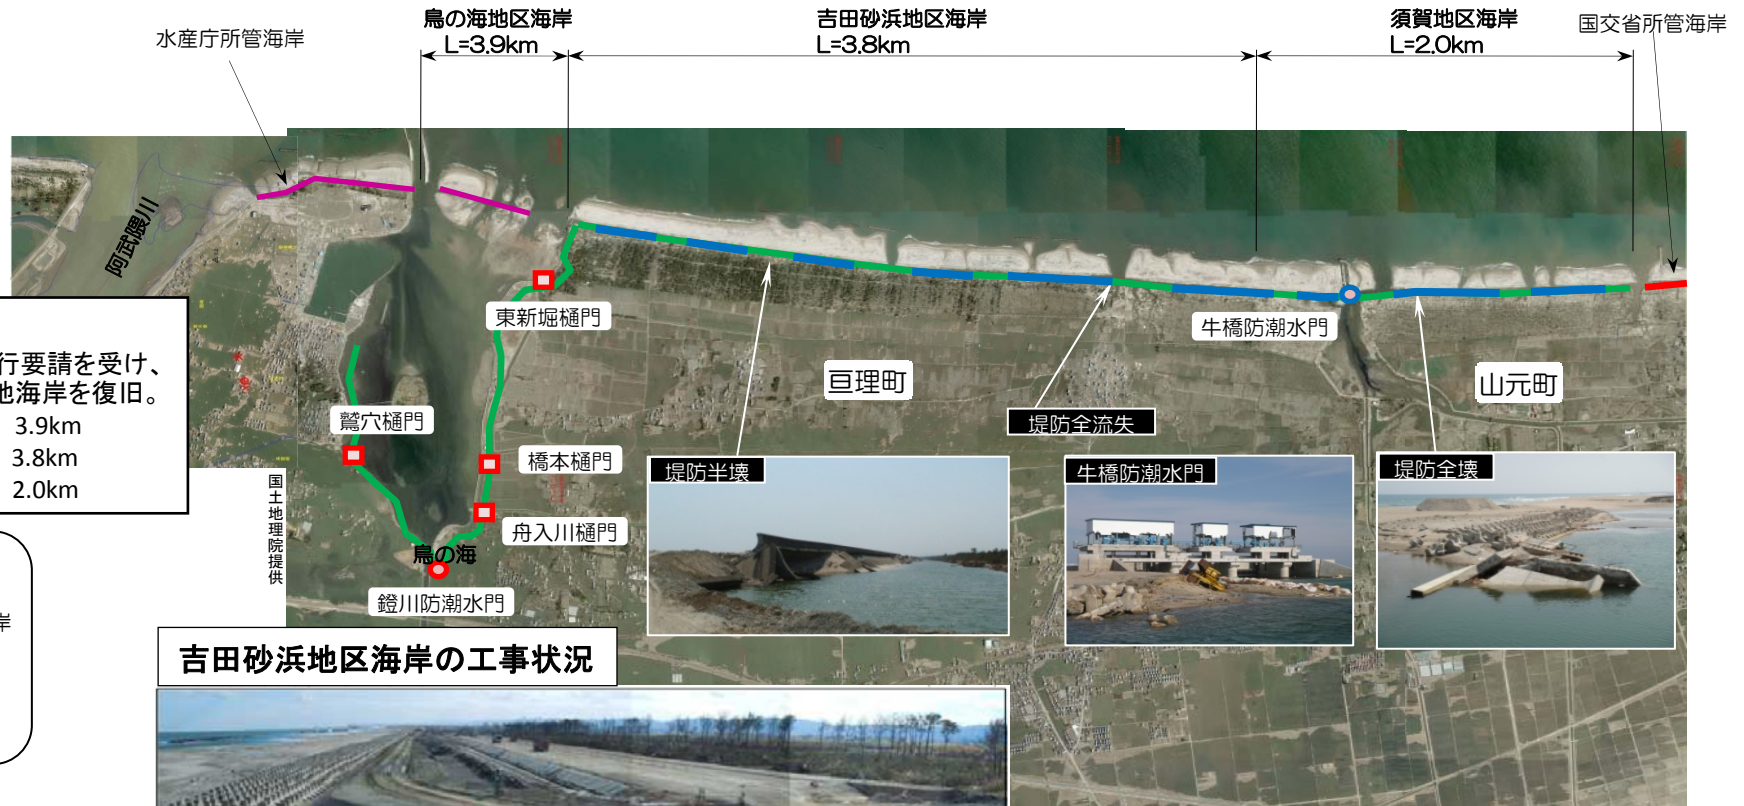 鳥の海地区海岸
L=3.9km
吉田砂浜地区海岸
L=3.8km
須賀地区海岸
L=2.0km
水産庁所管海岸
国交省所管海岸
阿武隈川
行要請を受け、
地海岸を復旧。
3.9km
3.8km
2.0km
岸
東新堀樋門
牛橋防潮水門
亘理町
山元町
鷲穴樋門
堤防全流失
橋本樋門
堤防半壊
牛橋防潮水門
堤防全壊
舟入川樋門
鳥の海
鐙川防潮水門
国土地理院提供
吉田砂浜地区海岸の工事状況